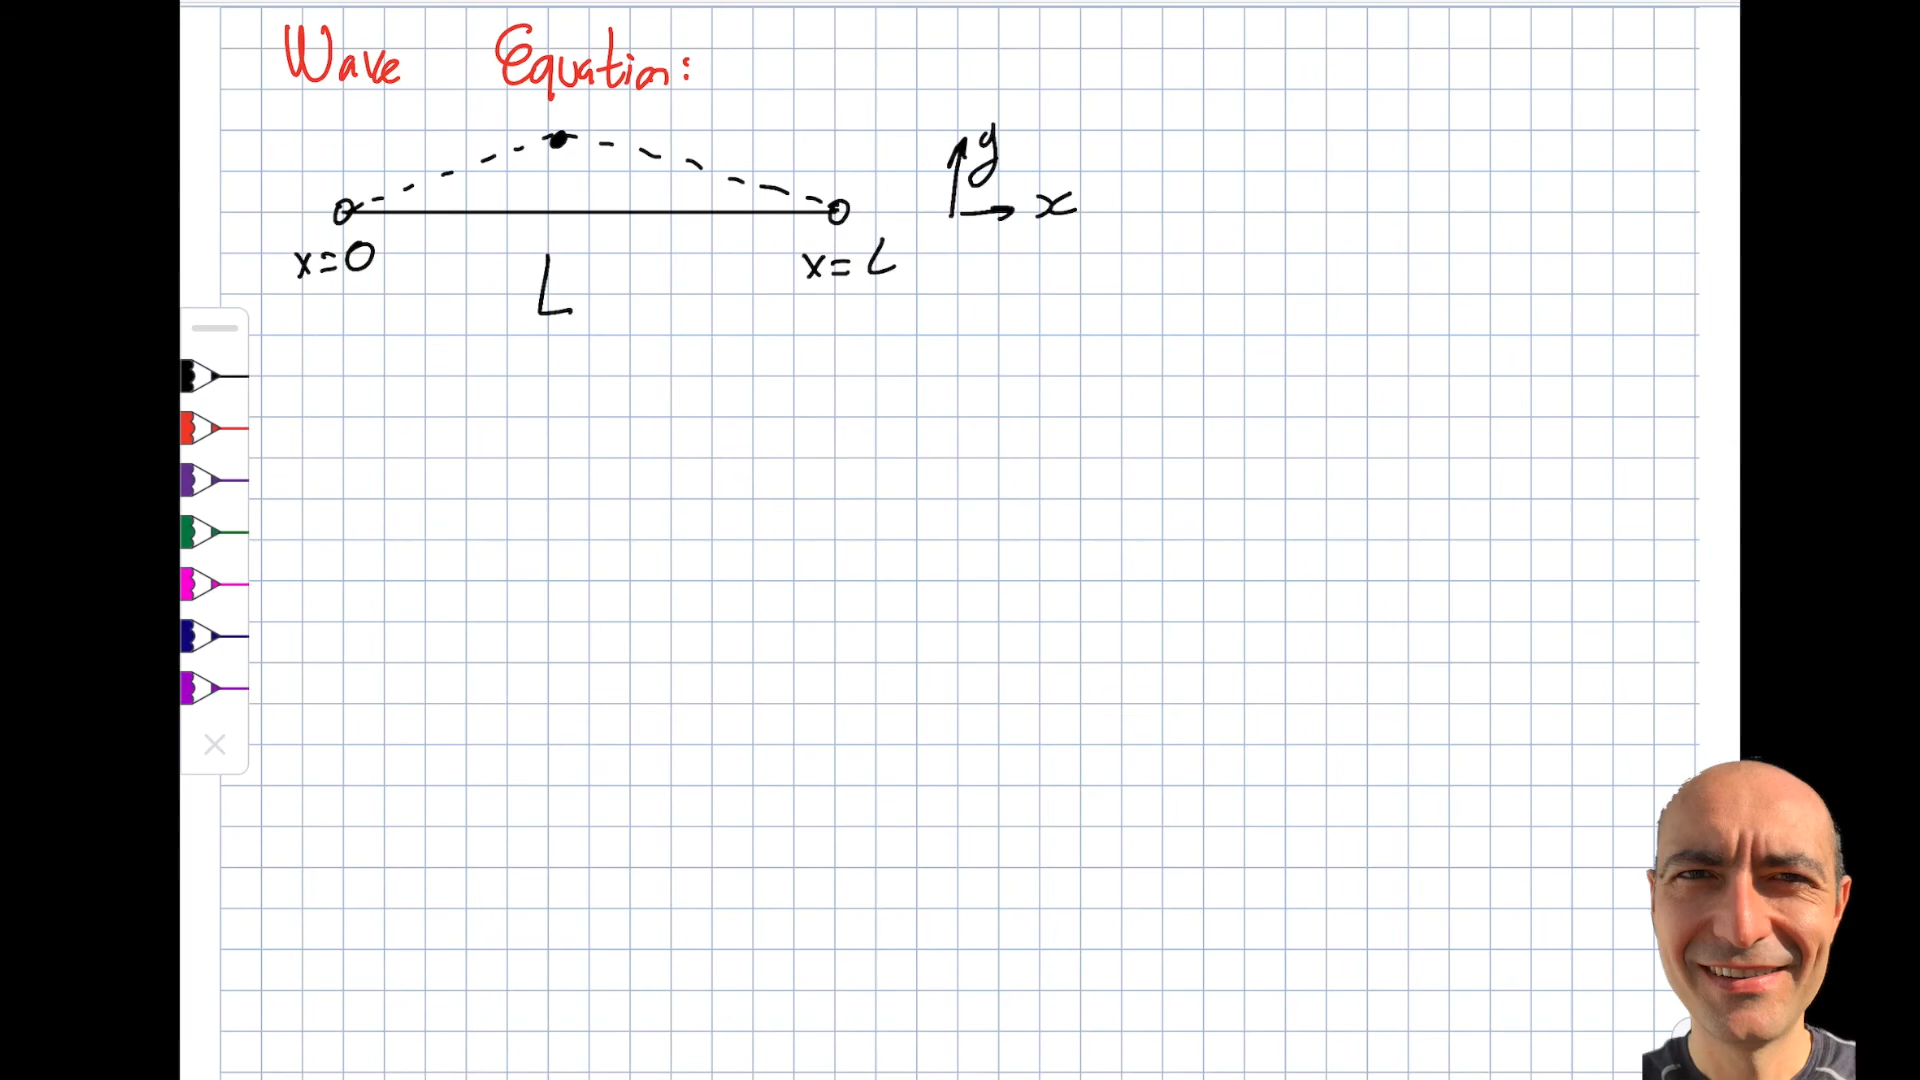 Wave Equation:
y
x
x=0
x=L
L